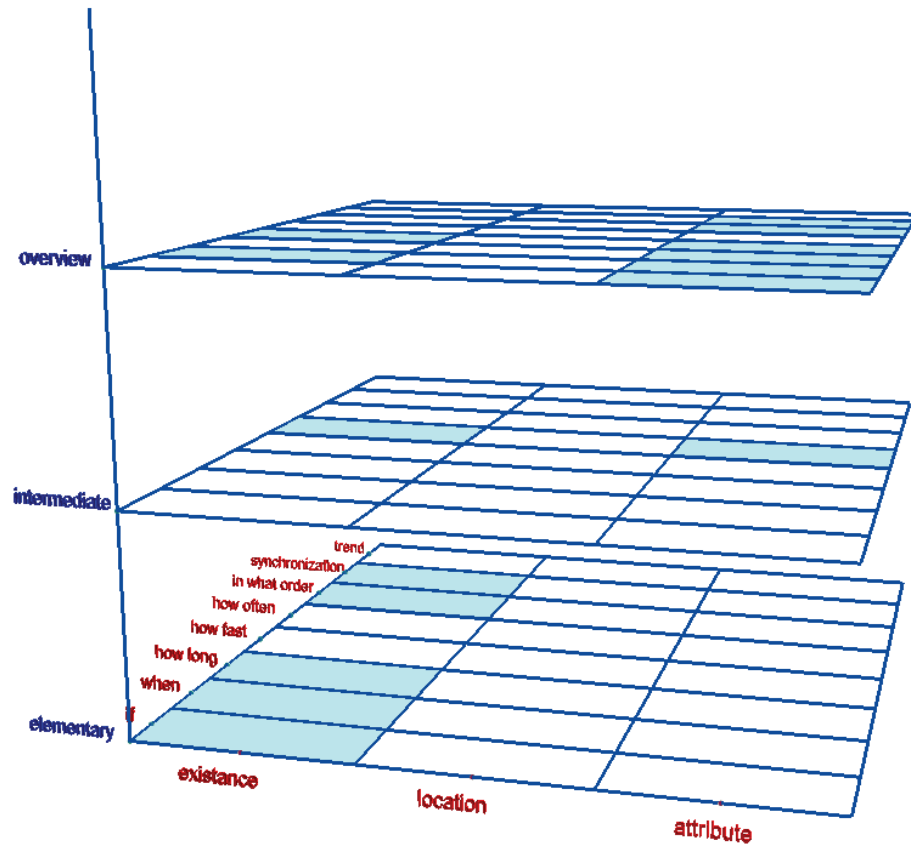 overview
intermediate
trend
synchronization
in what order
how often
how fast
how long
when
if
elementary
existance
location
attribute